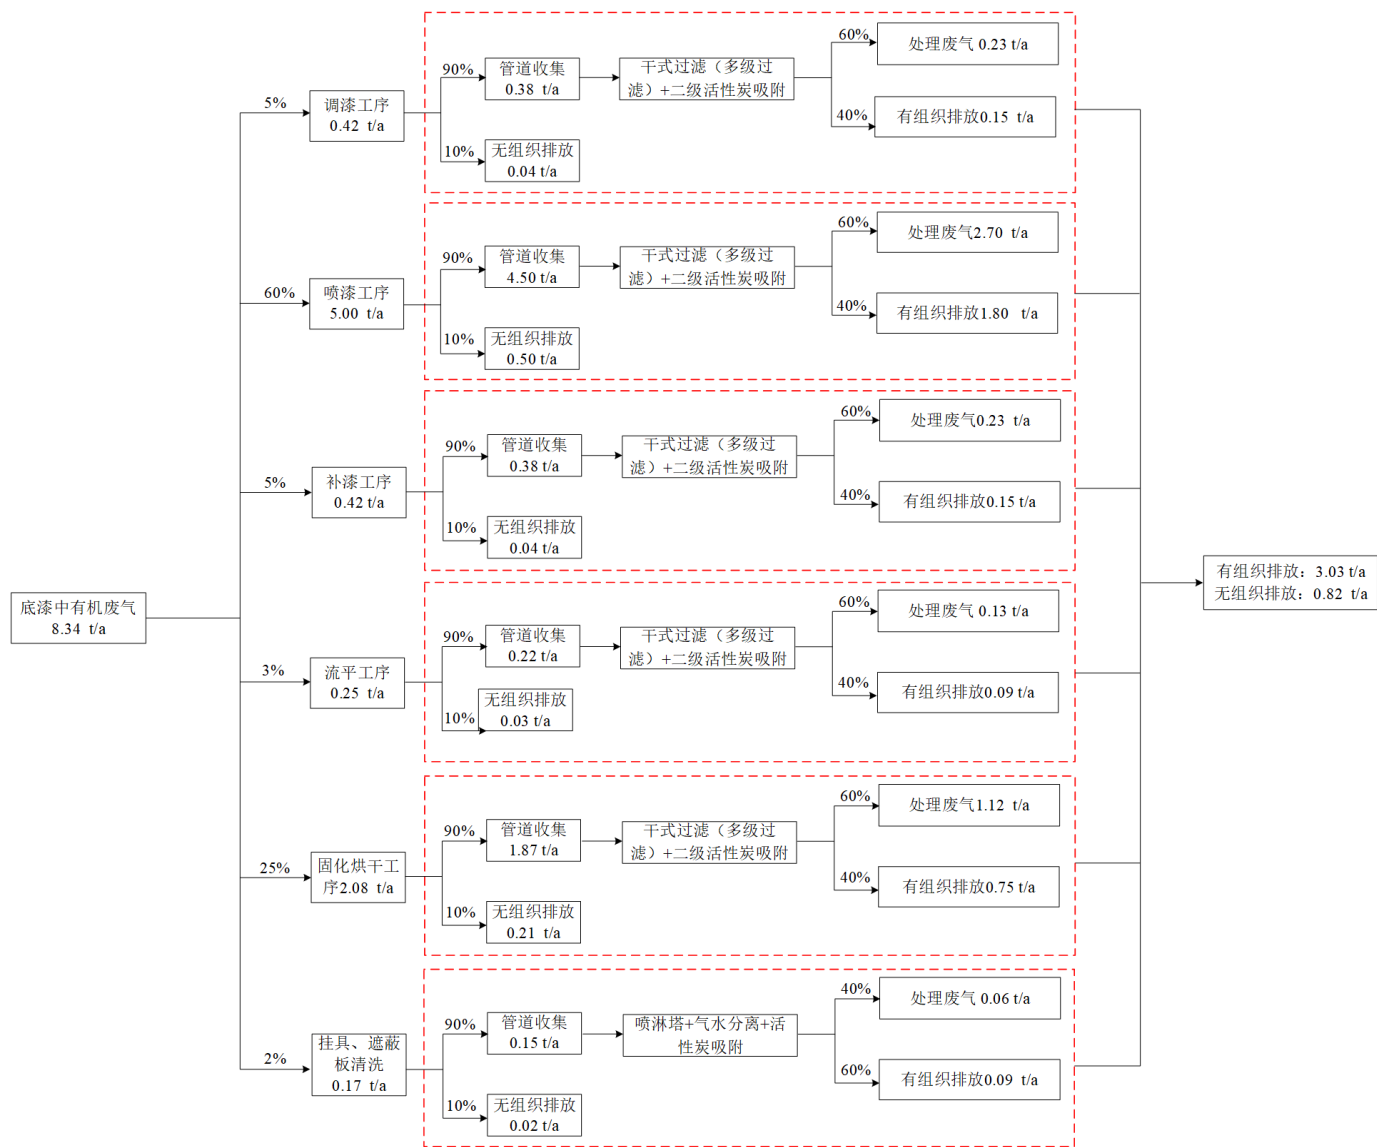 底漆中有机废气
8.34 t/a
5%
调漆工序
0.42 t/a
90%
管道收集
0.38 t/a
干式过滤（多级过
滤）+二级活性炭吸附
60%
处理废气 0.23 t/a
40%
有组织排放0.15 t/a
10%
无组织排放
0.04 t/a
60%
喷漆工序
5.00 t/a
90%
管道收集
4.50 t/a
干式过滤（多级过
滤）+二级活性炭吸附
60%
处理废气2.70 t/a
40%
有组织排放1.80 t/a
10%
无组织排放
0.50 t/a
5%
补漆工序
0.42 t/a
90%
管道收集
0.38 t/a
干式过滤（多级过
滤）+二级活性炭吸附
60%
处理废气0.23 t/a
40%
有组织排放0.15 t/a
10%
无组织排放
0.04 t/a
3%
流平工序
0.25 t/a
90%
管道收集
0.22 t/a
干式过滤（多级过
滤）+二级活性炭吸附
60%
处理废气 0.13 t/a
40%
有组织排放0.09 t/a
10%
无组织排放
0.03 t/a
25%
固化烘干工
序2.08 t/a
90%
管道收集
1.87 t/a
干式过滤（多级过
滤）+二级活性炭吸附
60%
处理废气1.12 t/a
40%
有组织排放0.75 t/a
10%
无组织排放
0.21 t/a
2%
挂具、遮蔽
板清洗
0.17 t/a
90%
管道收集
0.15 t/a
喷淋塔+气水分离+活
性炭吸附
40%
处理废气 0.06 t/a
60%
有组织排放0.09 t/a
10%
无组织排放
0.02 t/a
有组织排放：3.03 t/a
无组织排放：0.82 t/a